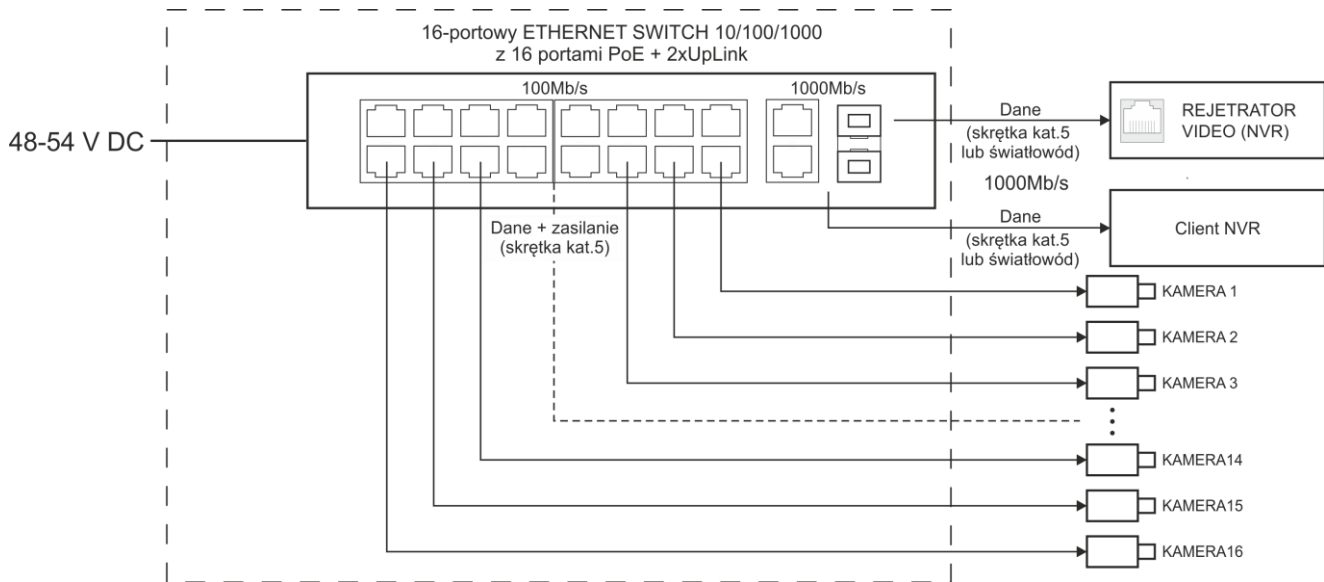 16-portowy ETHERNET SWITCH 10/100/1000
z 16 portami PoE + 2xUpLink
100Mb/s
1000Mb/s
48-54 V DC
Dane
(skrętka kat.5
lub światłowód)
REJETRATOR
VIDEO (NVR)
1000Mb/s
Dane + zasilanie
(skrętka kat.5)
Dane
(skrętka kat.5
lub światłowód)
Client NVR
KAMERA 1
KAMERA 2
KAMERA 3
KAMERA14
KAMERA15
KAMERA16